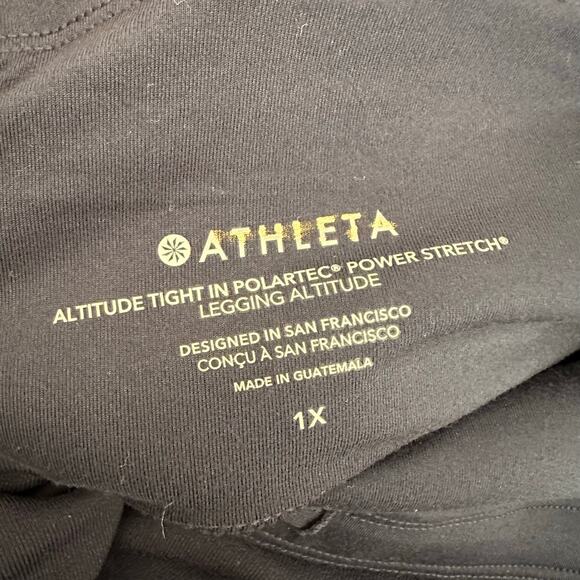 ATHLETA
ALTITUDE TIGHT IN POLARTEC® POWER STRETCH®
LEGGING ALTITUDE
DESIGNED IN SAN FRANCISCO
CONÇU À SAN FRANCISCO
MADE IN GUATEMALA
1X